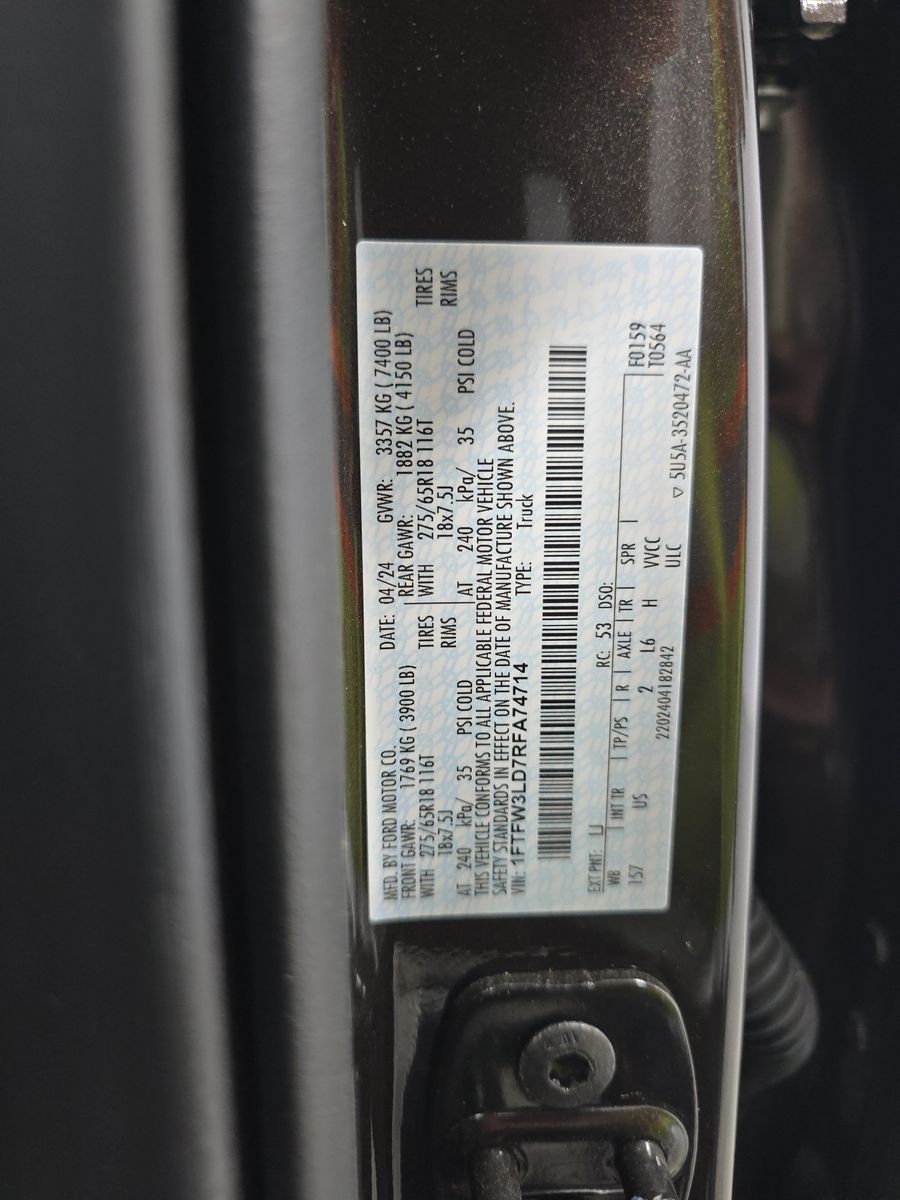 MFD. BY FORD MOTOR CO. DATE: 04/24 GVWR: 3357 KG ( 7400 LB)
FRONT GAWR: 1769 KG ( 3900 LB) REAR GAWR: 1882 KG ( 4150 LB)
WITH 275/65R18 116T TIRES WITH 275/65R18 116T TIRES
18x7.5J RIMS 18x7.5J RIMS
AT 240 kPa/ 35 PSI COLD AT 240 kPa/ 35 PSI COLD
THIS VEHICLE CONFORMS TO ALL APPLICABLE FEDERAL MOTOR VEHICLE
SAFETY STANDARDS IN EFFECT ON THE DATE OF MANUFACTURE SHOWN ABOVE.
VIN: 1FTFW3LD7RFA74714 TYPE: Truck
EXT PNT: LJ RC: 53 DSO:
WB INT TR TP/PS R AXLE TR SPR F0159
157 US 2 L6 H VVCC T0564
2202404182842 ULC
▽ 5U5A-3520472-AA